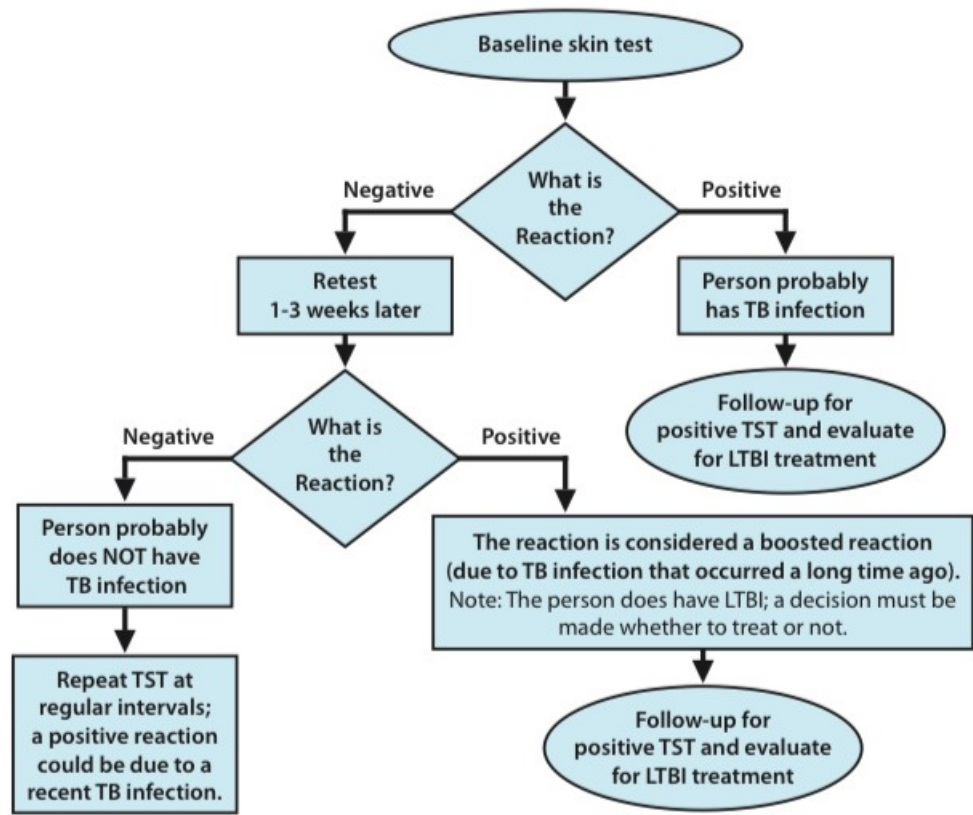 Baseline skin test
What is
the
Reaction?
Negative
Positive
Retest
1-3 weeks later
Person probably
has TB infection
Follow-up for
positive TST and evaluate
for LTBI treatment
What is
the
Reaction?
Negative
Positive
Person probably
does NOT have
TB infection
The reaction is considered a boosted reaction
(due to TB infection that occurred a long time ago).
Note: The person does have LTBI; a decision must be
made whether to treat or not.
Repeat TST at
regular intervals;
a positive reaction
could be due to a
recent TB infection.
Follow-up for
positive TST and evaluate
for LTBI treatment